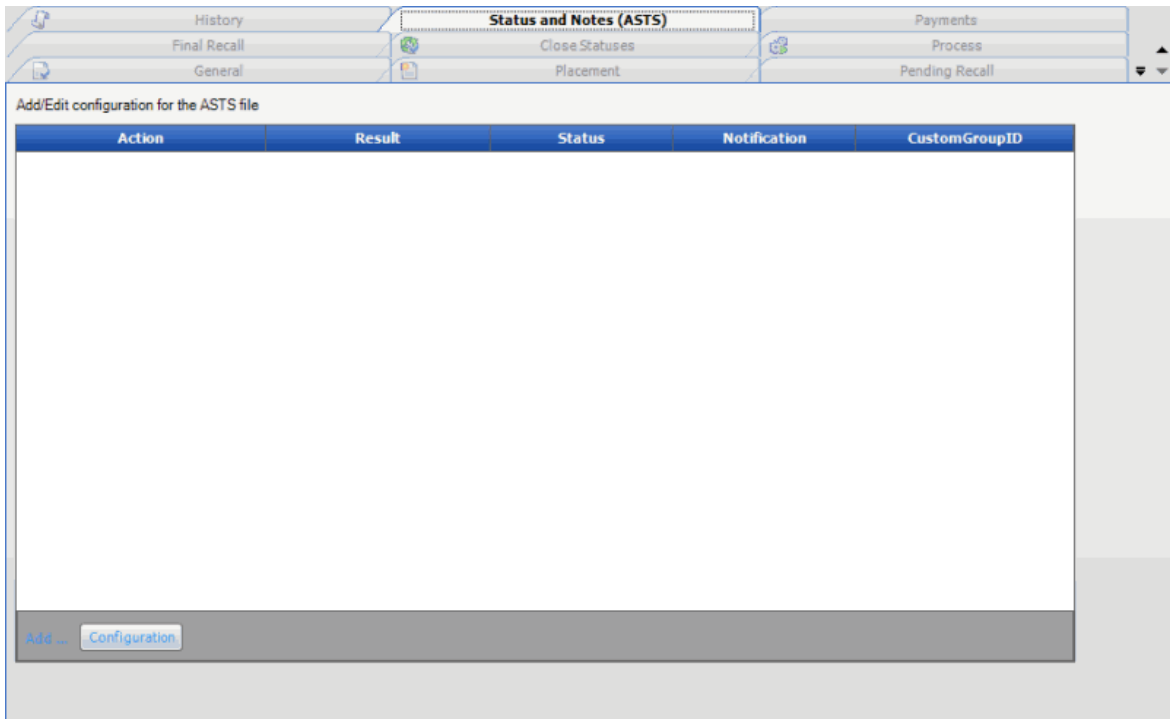 History Status and Notes (ASTS) Payments
Final Recall Close Statuses Process
General Placement Pending Recall
Add/Edit configuration for the ASTS file
Action Result Status Notification CustomGroupID
Add ... Configuration